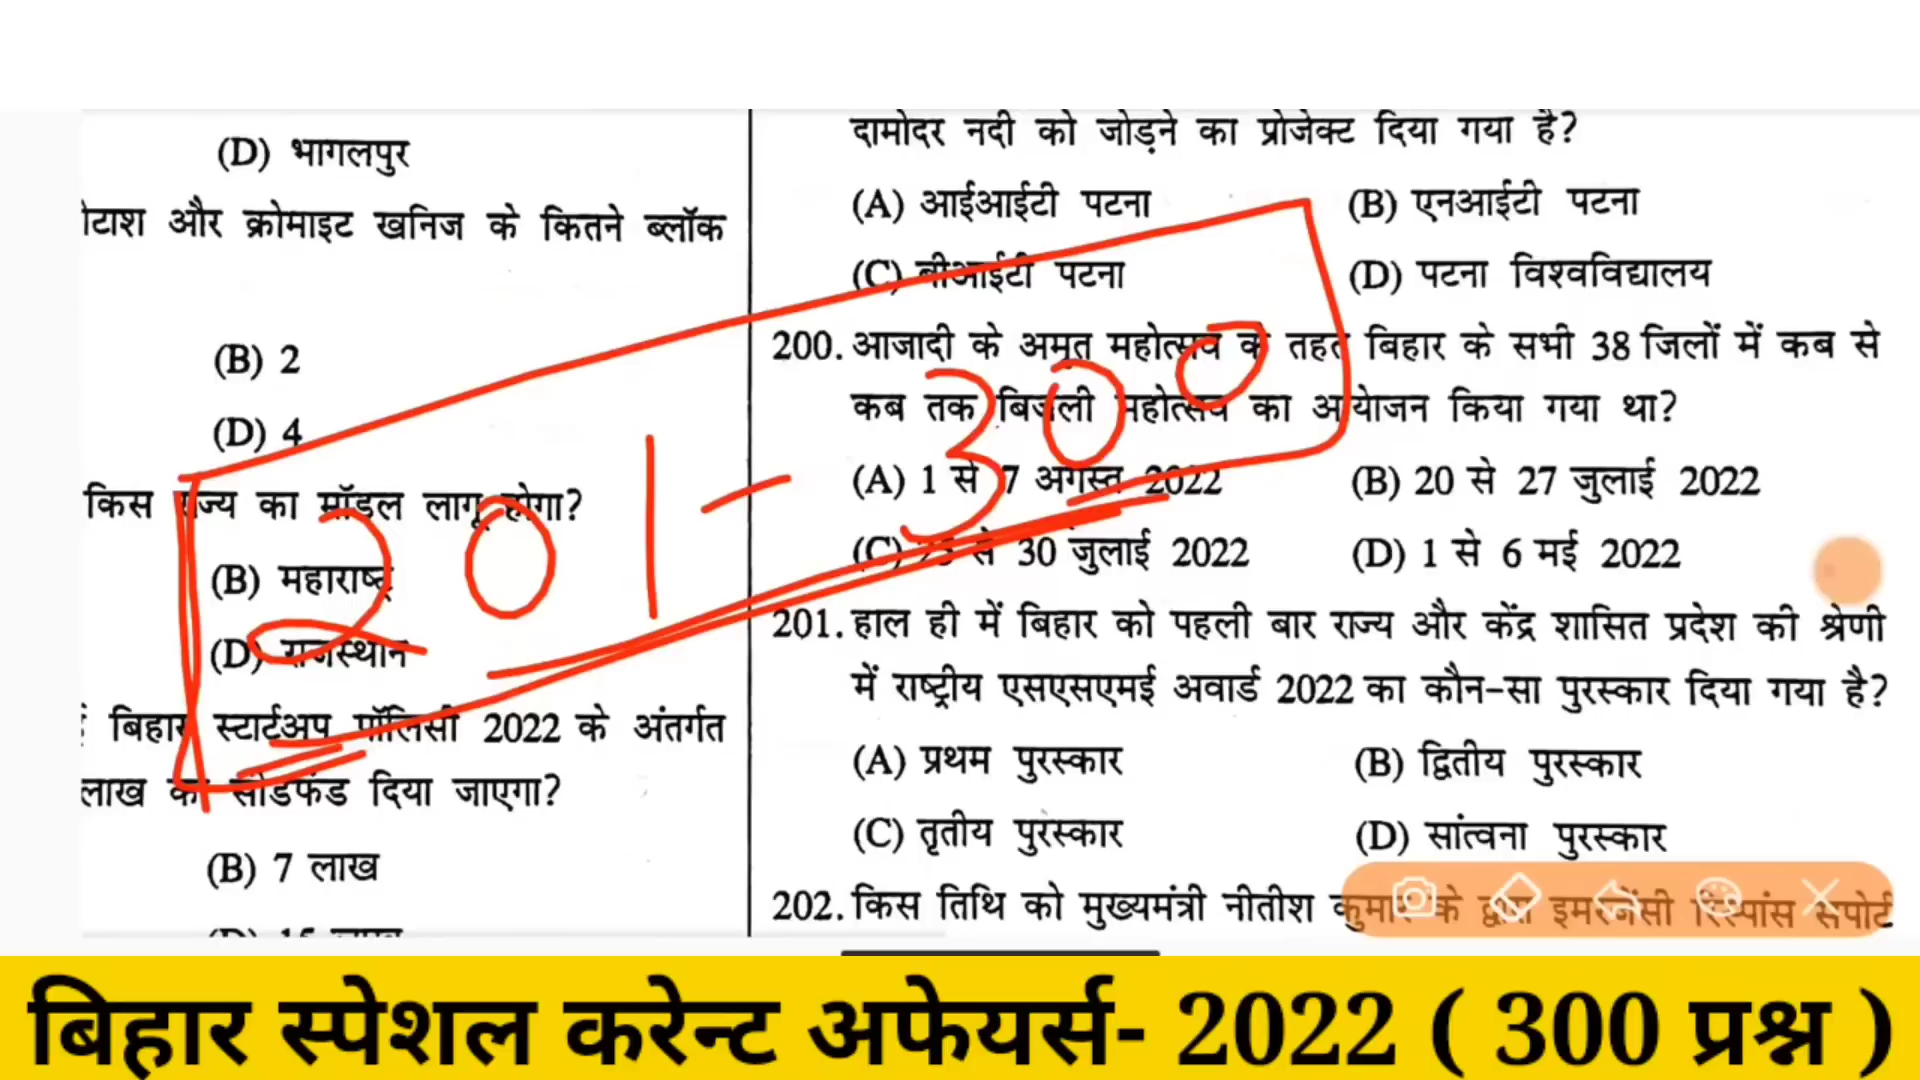 (D) भागलपुर
और क्रोमाइट खनिज के कितने ब्लॉक
(B) 2
(D) 4
किस राज्य का मॉडल लागू होगा?
(B) महाराष्ट्र
(D) राजस्थान
बिहार स्टार्टअप पॉलिसी 2022 के अंतर्गत
लाख का सीडफंड दिया जाएगा?
(B) 7 लाख
दामोदर नदी को जोड़ने का प्रोजेक्ट दिया गया है?
(A) आईआईटी पटना (B) एनआईटी पटना
(C) बीआईटी पटना (D) पटना विश्वविद्यालय
200. आजादी के अमृत महोत्सव के तहत बिहार के सभी 38 जिलों में कब से
कब तक बिजली महोत्सव का आयोजन किया गया था?
(A) 1 से 7 अगस्त 2022 (B) 20 से 27 जुलाई 2022
(C) 25 से 30 जुलाई 2022 (D) 1 से 6 मई 2022
201. हाल ही में बिहार को पहली बार राज्य और केंद्र शासित प्रदेश की श्रेणी
में राष्ट्रीय एसएसएमई अवार्ड 2022 का कौन-सा पुरस्कार दिया गया है?
(A) प्रथम पुरस्कार (B) द्वितीय पुरस्कार
(C) तृतीय पुरस्कार (D) सांत्वना पुरस्कार
202. किस तिथि को मुख्यमंत्री नीतीश कुमार के द्वारा इमरजेंसी रिस्पांस सपोर्ट
201 - 300
बिहार स्पेशल करेन्ट अफेयर्स- 2022 ( 300 प्रश्न )